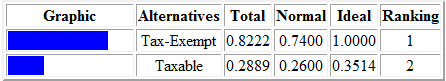 Graphic Alternatives Total Normal Ideal Ranking
Tax-Exempt 0.8222 0.7400 1.0000 1
Taxable 0.2889 0.2600 0.3514 2